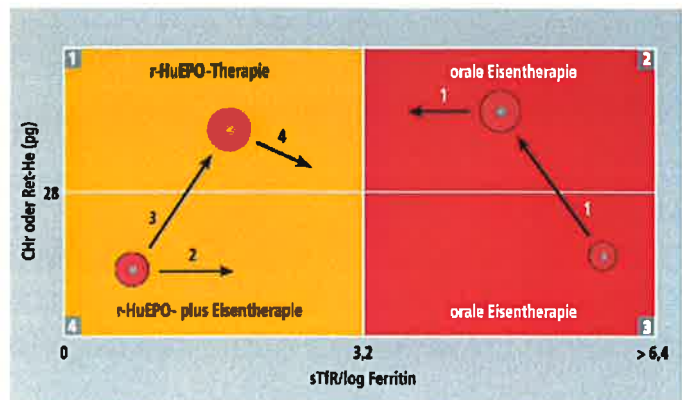 1
2
r-HuEPO-Therapie
orale Eisentherapie
1
4
CHr oder Ret-He (pg)
28
3
1
2
r-HuEPO- plus Eisentherapie
orale Eisentherapie
4
3
0
3,2
> 6,4
sTfR/log Ferritin